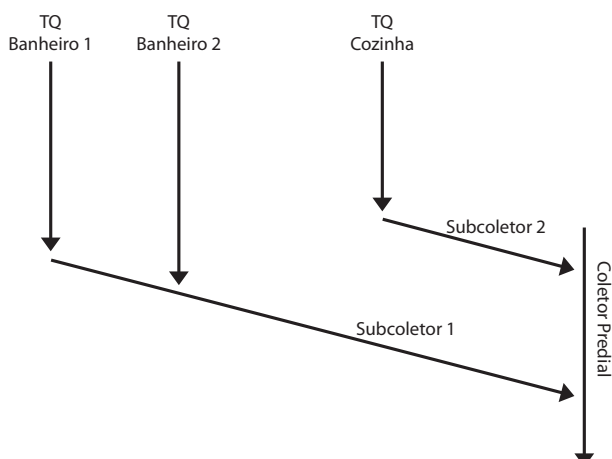 TQ
Banheiro 1
TQ
Banheiro 2
TQ
Cozinha
Subcoletor 2
Coletor Predial
Subcoletor 1